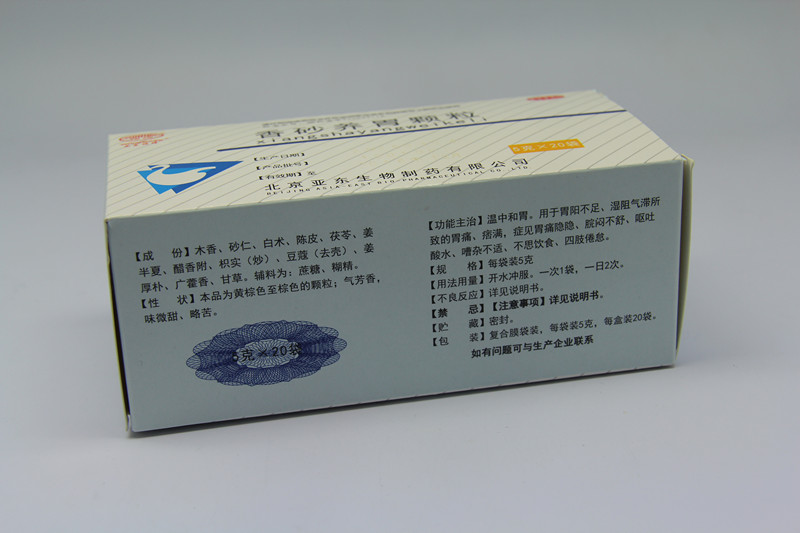 香砂养胃颗粒
xiangshayangweikeli
5克×20袋
【生产日期】
【产品批号】
【有效期】至
北京亚东生物制药有限公司
BEIJING ASIA-EAST BIO-PHARMACEUTICAL CO., LTD
【成　份】木香、砂仁、白术、陈皮、茯苓、姜
半夏、醋香附、枳实（炒）、豆蔻（去壳）、姜
厚朴、广藿香、甘草。辅料为：蔗糖、糊精。
【性　状】本品为黄棕色至棕色的颗粒；气芳香，
味微甜、略苦。
5克×20袋
【功能主治】温中和胃。用于胃阳不足、湿阻气滞所
致的胃痛、痞满，症见胃痛隐隐、脘闷不舒、呕吐
酸水、嘈杂不适、不思饮食、四肢倦怠。
【规　格】每袋装5克
【用法用量】开水冲服。一次1袋，一日2次。
【不良反应】详见说明书。
【禁　忌】【注意事项】详见说明书。
【贮　藏】密封。
【包　装】复合膜袋装，每袋装5克，每盒装20袋。
如有问题可与生产企业联系